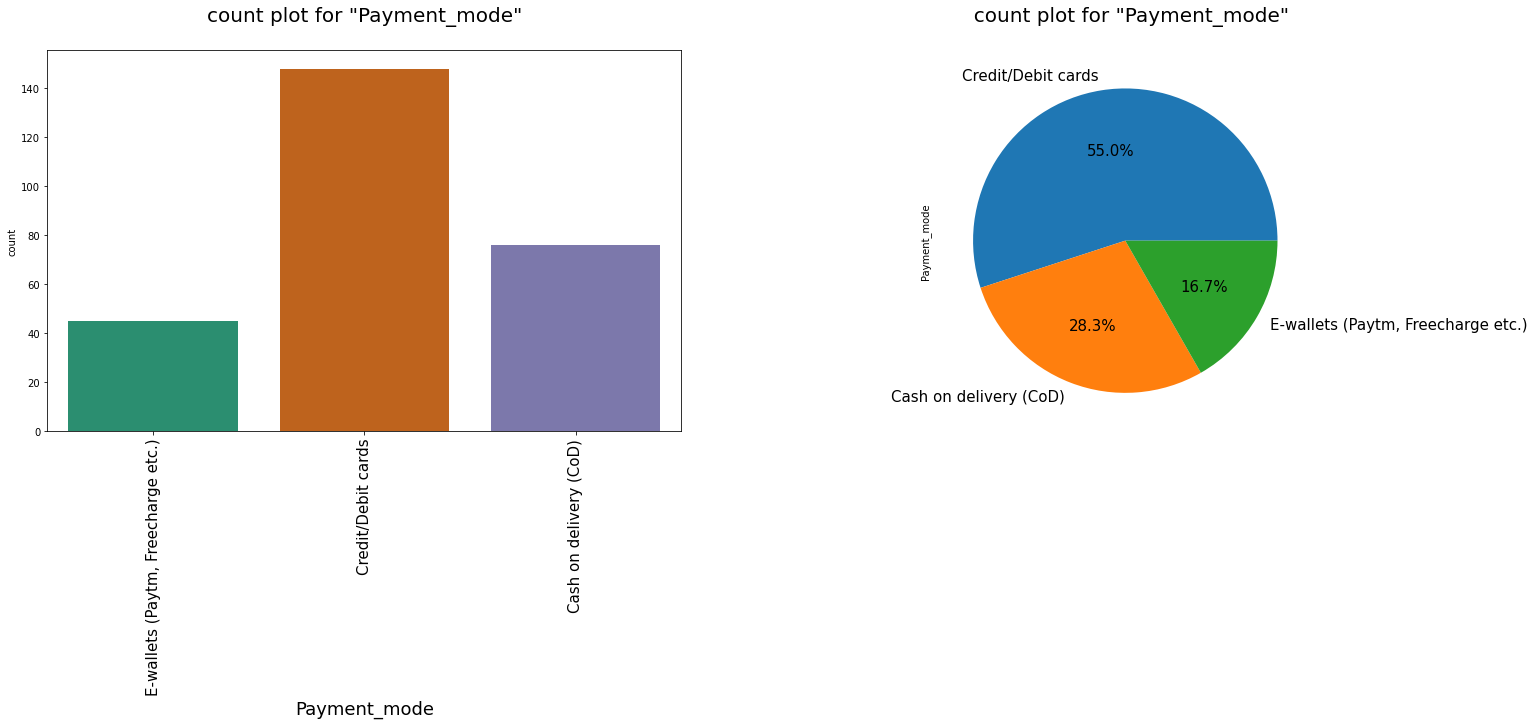 count plot for "Payment_mode"
count
140
120
100
80
60
40
20
0
E-wallets (Paytm, Freecharge etc.)
Credit/Debit cards
Cash on delivery (CoD)
Payment_mode
count plot for "Payment_mode"
Payment_mode
Credit/Debit cards
55.0%
28.3%
16.7%
Cash on delivery (CoD)
E-wallets (Paytm, Freecharge etc.)